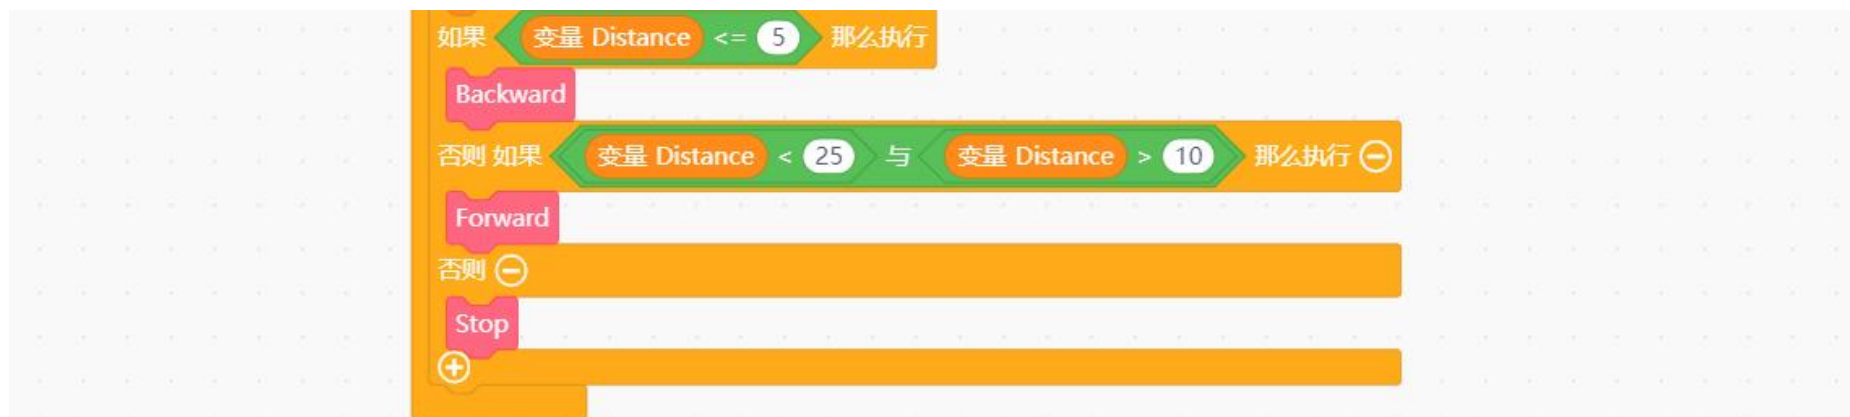 如果 变量 Distance <= 5 那么执行
Backward
否则 如果 变量 Distance < 25 与 变量 Distance > 10 那么执行
Forward
否则
Stop